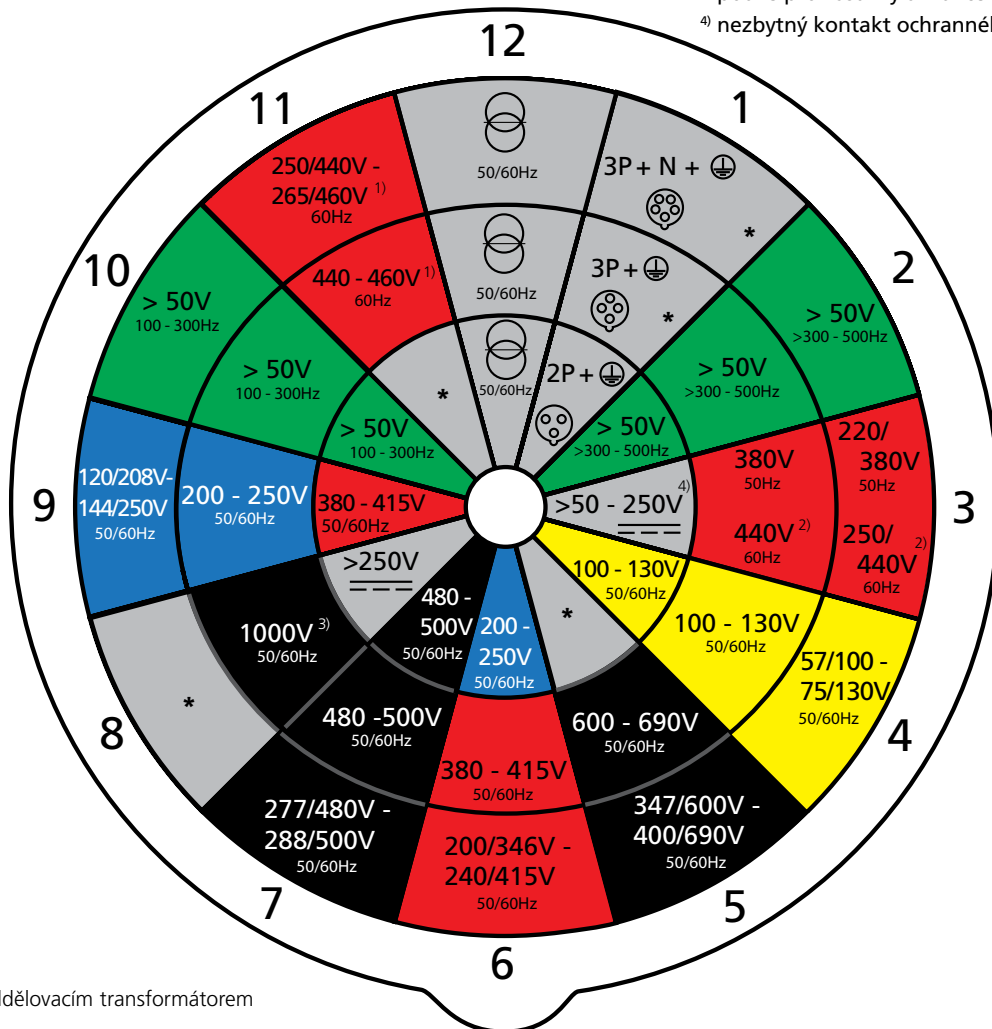 4) nezbytný kontakt ochranné
12
50/60Hz
50/60Hz
50/60Hz
1
3P + N +
*
3P +
*
2P +
2
> 50V
>300 - 500Hz
> 50V
>300 - 500Hz
> 50V
>300 - 500Hz
3
220/
380V
50Hz
250/
440V 2)
60Hz
380V
50Hz
440V 2)
60Hz
>50 - 250V 4)
4
57/100 -
75/130V
50/60Hz
100 - 130V
50/60Hz
100 - 130V
50/60Hz
5
347/600V -
400/690V
50/60Hz
600 - 690V
50/60Hz
*
6
200/346V -
240/415V
50/60Hz
380 - 415V
50/60Hz
200 -
250V
50/60Hz
7
277/480V -
288/500V
50/60Hz
480 -500V
50/60Hz
480 -
500V
50/60Hz
8
*
1000V 3)
50/60Hz
>250V
9
120/208V-
144/250V
50/60Hz
200 - 250V
50/60Hz
380 - 415V
50/60Hz
10
> 50V
100 - 300Hz
> 50V
100 - 300Hz
> 50V
100 - 300Hz
11
250/440V -
265/460V 1)
60Hz
440 - 460V 1)
60Hz
*
dělovacím transformátorem